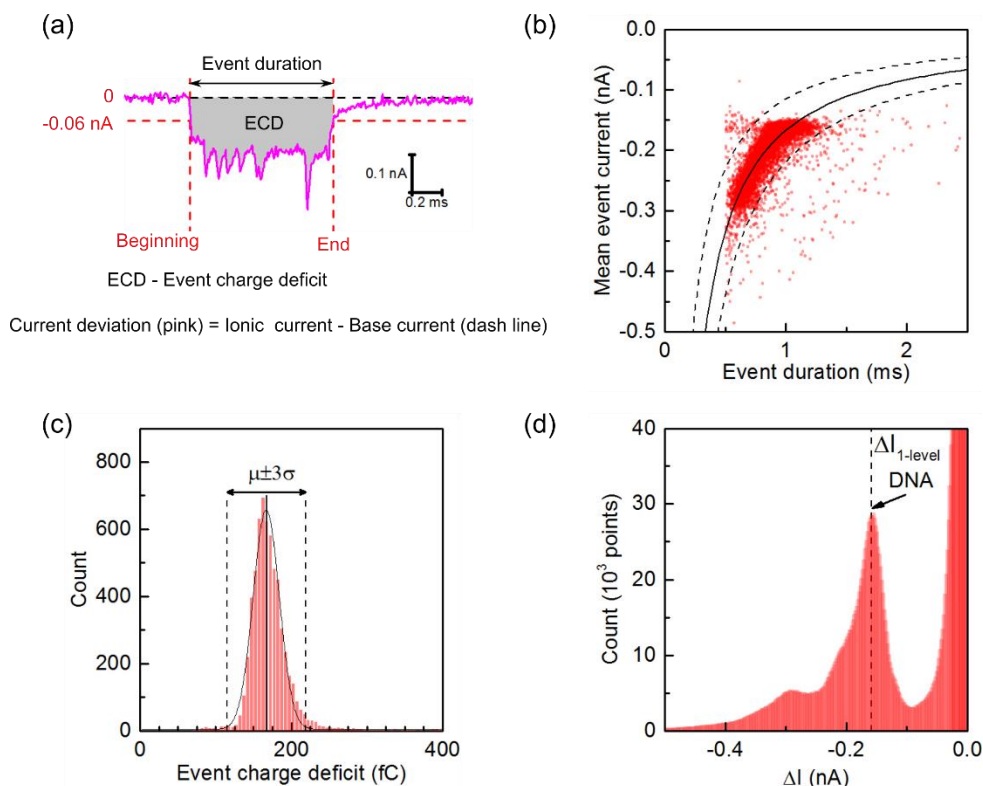 (a)
Event duration
0
-0.06 nA
ECD
0.1 nA
0.2 ms
Beginning
End
ECD - Event charge deficit
Current deviation (pink) = Ionic current - Base current (dash line)
(b)
Mean event current (nA)
-0.0
-0.1
-0.2
-0.3
-0.4
-0.5
0
1
2
Event duration (ms)
(c)
Count
800
600
400
200
0
μ±3σ
0
200
400
Event charge deficit (fC)
(d)
Count (10³ points)
40
30
20
10
0
ΔI1-level
DNA
-0.4
-0.2
0.0
ΔI (nA)